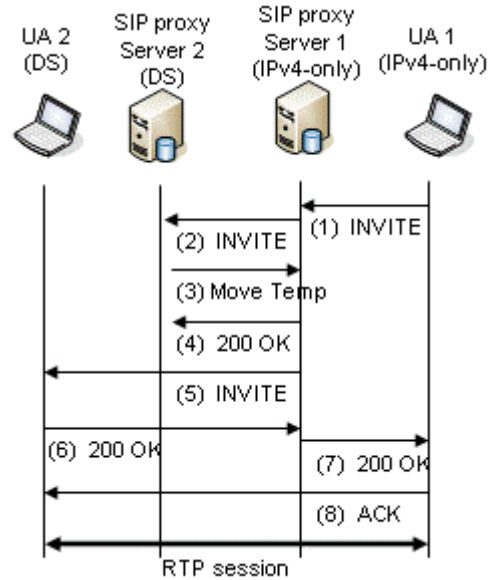 UA 2
(DS)
SIP proxy
Server 2
(DS)
SIP proxy
Server 1
(IPv4-only)
UA 1
(IPv4-only)
(1) INVITE
(2) INVITE
(3) Move Temp
(4) 200 OK
(5) INVITE
(6) 200 OK
(7) 200 OK
(8) ACK
RTP session